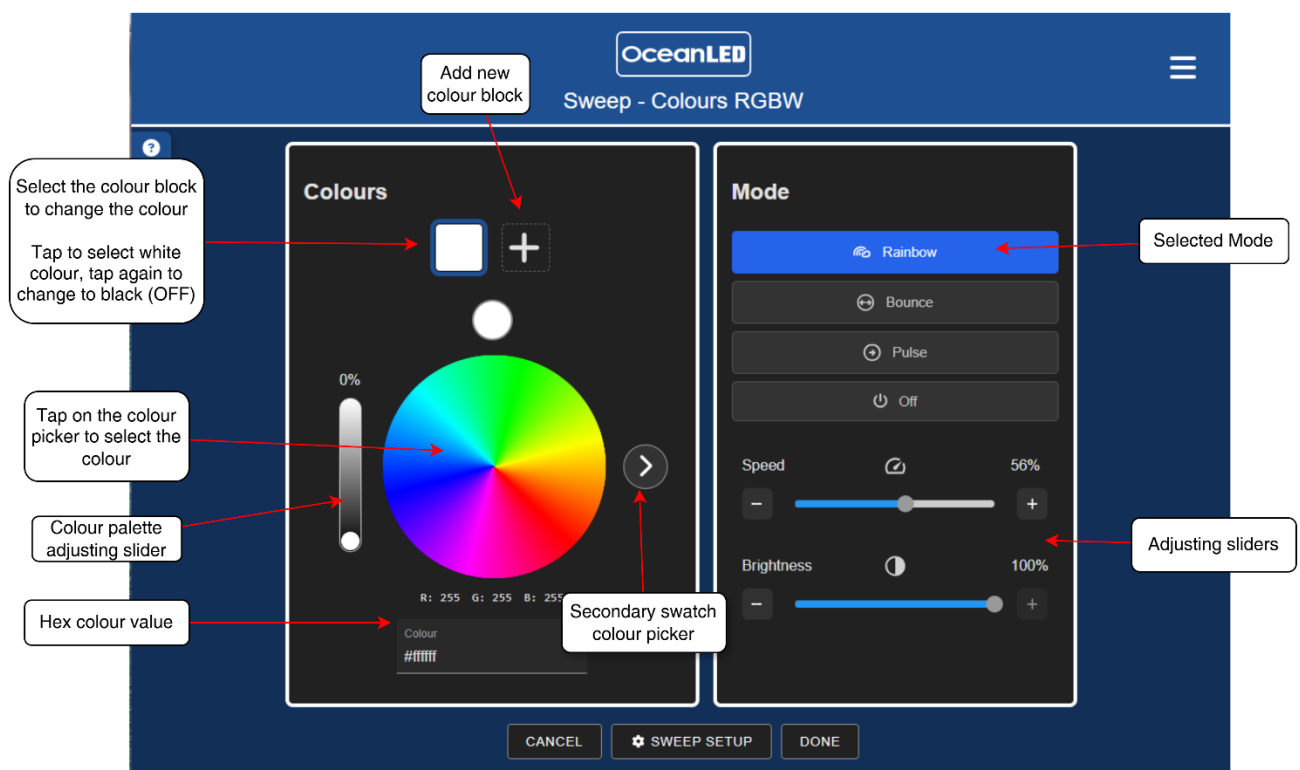 OceanLED
Sweep - Colours RGBW
Add new
colour block
?
Select the colour block
to change the colour
Tap to select white
colour, tap again to
change to black (OFF)
Tap on the colour
picker to select the
colour
Colour palette
adjusting slider
Hex colour value
Colours
0%
R: 255 G: 255 B: 255
Colour
#ffffff
Secondary swatch
colour picker
Mode
Rainbow
Bounce
Pulse
Off
Speed 56%
Brightness 100%
Selected Mode
Adjusting sliders
CANCEL
SWEEP SETUP
DONE